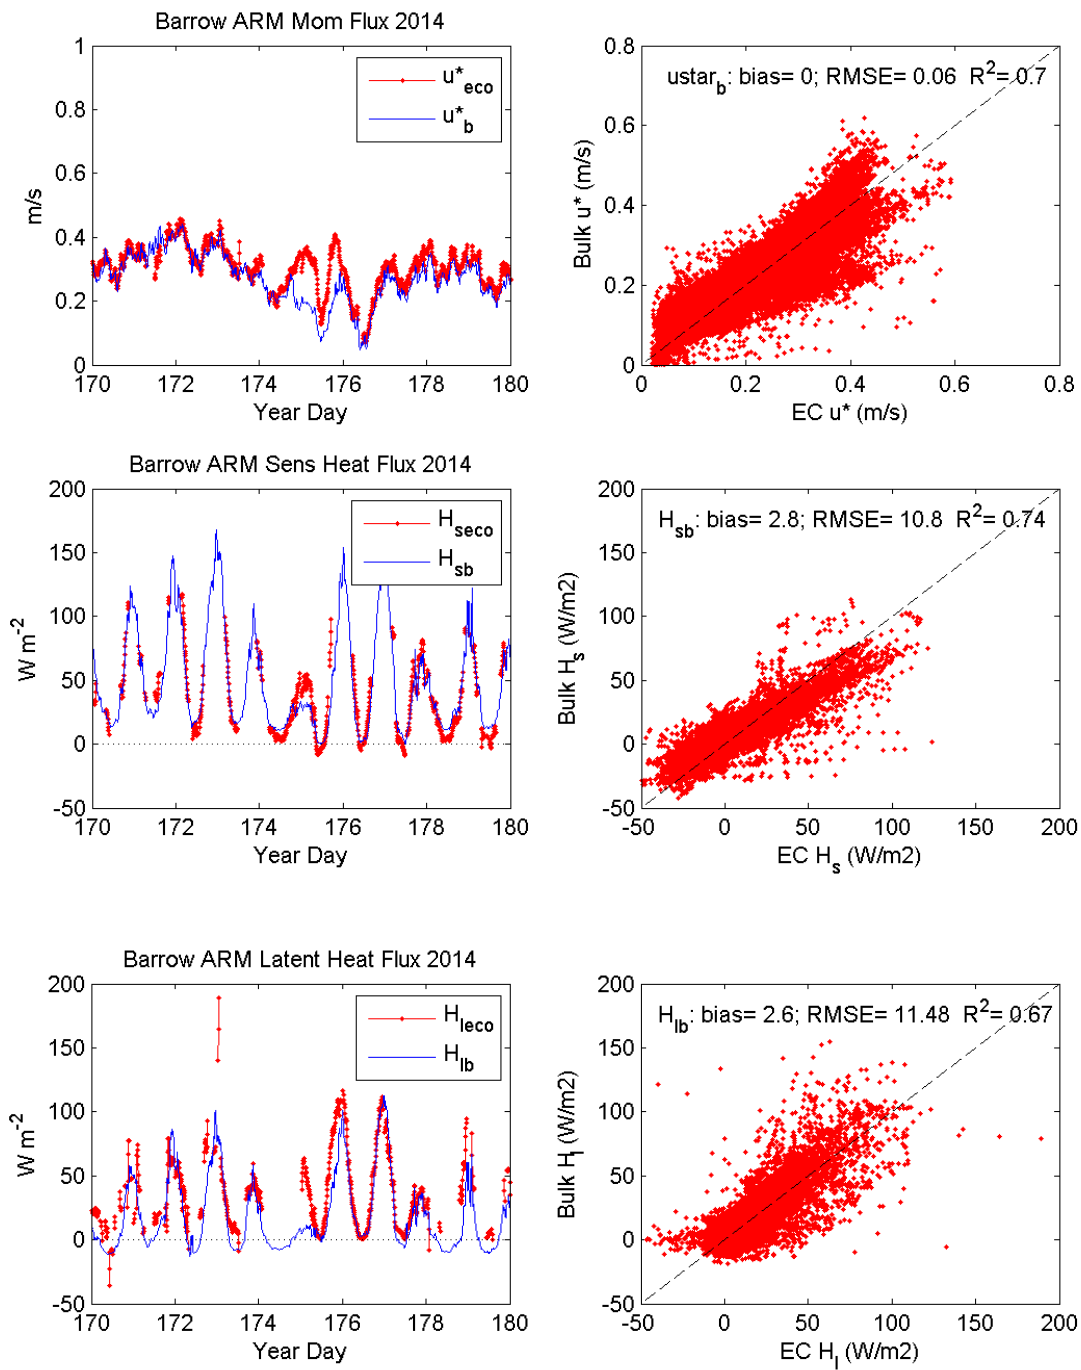 Barrow ARM Mom Flux 2014
1
0.8
0.6
0.4
0.2
0
m/s
u*eco
u*b
170 172 174 176 178 180
Year Day
ustarb: bias= 0; RMSE= 0.06 R2= 0.7
0.8
0.6
0.4
0.2
0
Bulk u* (m/s)
0 0.2 0.4 0.6 0.8
EC u* (m/s)
Barrow ARM Sens Heat Flux 2014
200
150
100
50
0
-50
W m-2
Hseco
Hsb
170 172 174 176 178 180
Year Day
Hsb: bias= 2.8; RMSE= 10.8 R2= 0.74
200
150
100
50
0
-50
Bulk Hs (W/m2)
-50 0 50 100 150 200
EC Hs (W/m2)
Barrow ARM Latent Heat Flux 2014
200
150
100
50
0
-50
W m-2
Hleco
Hlb
170 172 174 176 178 180
Year Day
Hlb: bias= 2.6; RMSE= 11.48 R2= 0.67
200
150
100
50
0
-50
Bulk Hl (W/m2)
-50 0 50 100 150 200
EC Hl (W/m2)